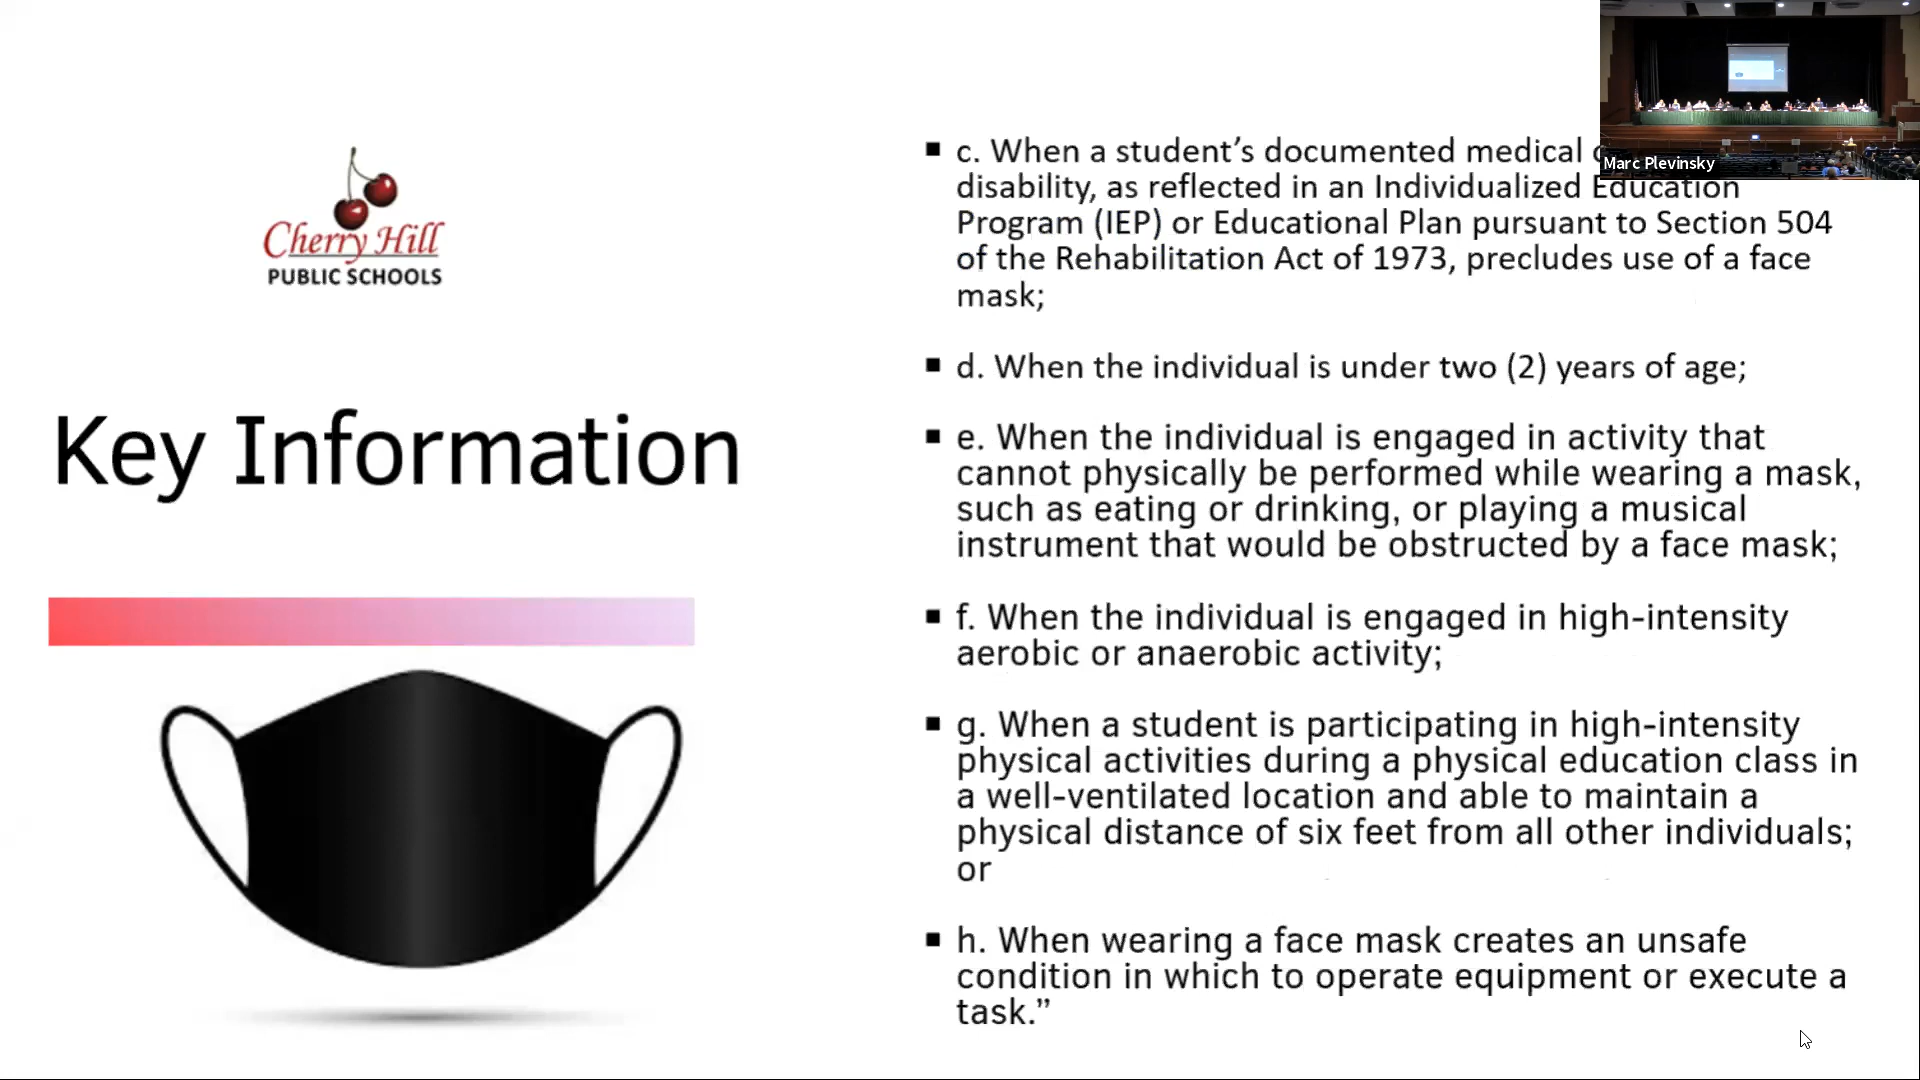 Marc Plevinsky
Cherry Hill
PUBLIC SCHOOLS
Key Information
▪ c. When a student’s documented medical
disability, as reflected in an Individualized Education
Program (IEP) or Educational Plan pursuant to Section 504
of the Rehabilitation Act of 1973, precludes use of a face
mask;
▪ d. When the individual is under two (2) years of age;
▪ e. When the individual is engaged in activity that
cannot physically be performed while wearing a mask,
such as eating or drinking, or playing a musical
instrument that would be obstructed by a face mask;
▪ f. When the individual is engaged in high-intensity
aerobic or anaerobic activity;
▪ g. When a student is participating in high-intensity
physical activities during a physical education class in
a well-ventilated location and able to maintain a
physical distance of six feet from all other individuals;
or
▪ h. When wearing a face mask creates an unsafe
condition in which to operate equipment or execute a
task.”